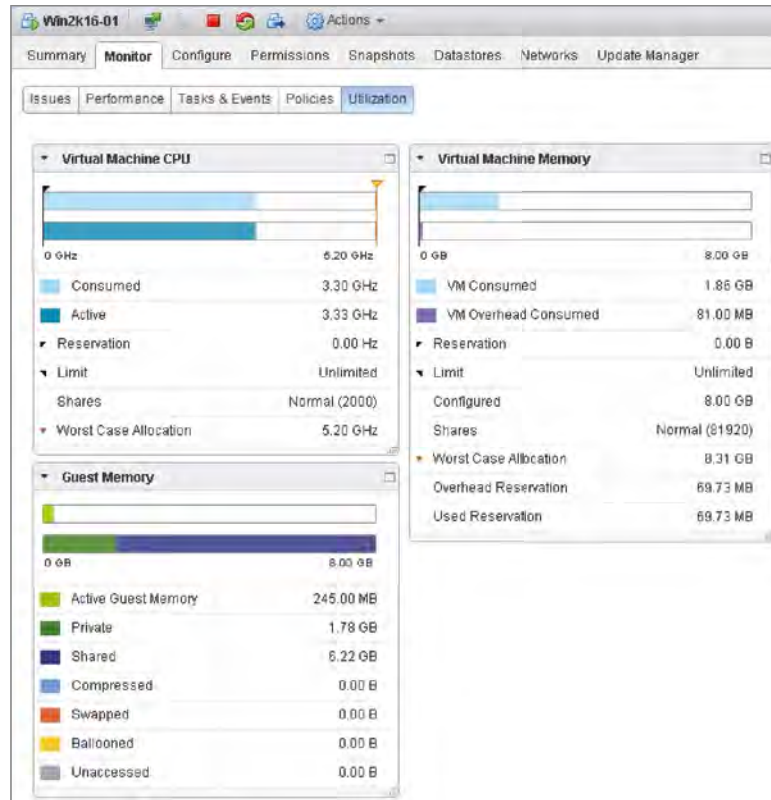 Win2k16-01 Actions
Summary Monitor Configure Permissions Snapshots Datastores Networks Update Manager
Issues Performance Tasks & Events Policies Utilization
Virtual Machine CPU
0 GHz 5.20 GHz
Consumed 3.30 GHz
Active 3.33 GHz
Reservation 0.00 Hz
Limit Unlimited
Shares Normal (2000)
Worst Case Allocation 5.20 GHz
Guest Memory
0 GB 8.00 GB
Active Guest Memory 245.00 MB
Private 1.78 GB
Shared 6.22 GB
Compressed 0.00 B
Swapped 0.00 B
Ballooned 0.00 B
Unaccessed 0.00 B
Virtual Machine Memory
0 GB 8.00 GB
VM Consumed 1.86 GB
VM Overhead Consumed 81.00 MB
Reservation 0.00 B
Limit Unlimited
Configured 8.00 GB
Shares Normal (81920)
Worst Case Allocation 8.31 GB
Overhead Reservation 69.73 MB
Used Reservation 69.73 MB